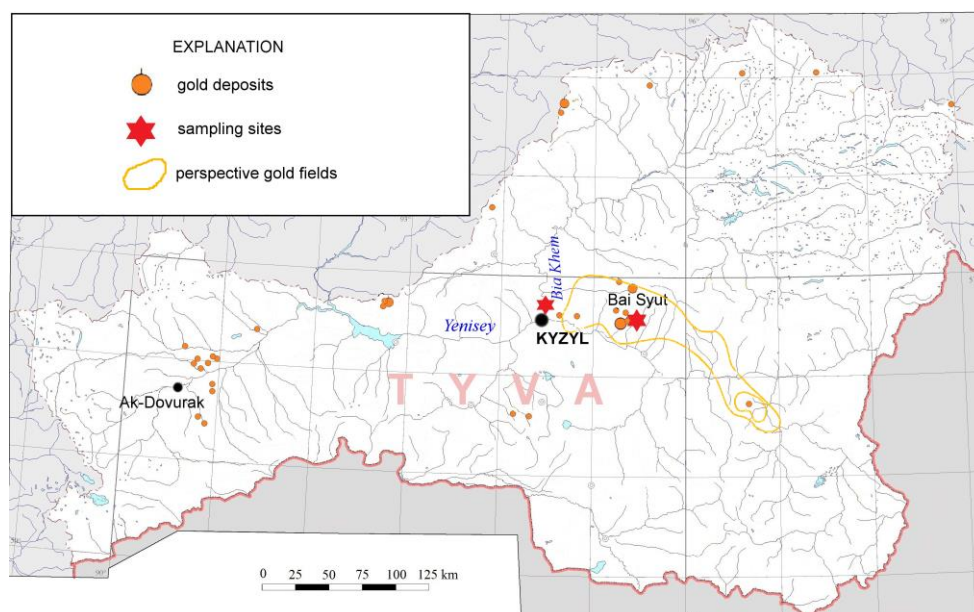 EXPLANATION
gold deposits
sampling sites
perspective gold fields
Bia Khem
Bai Syut
Yenisey
KYZYL
TYVA
Ak-Dovurak
0 25 50 75 100 125 km